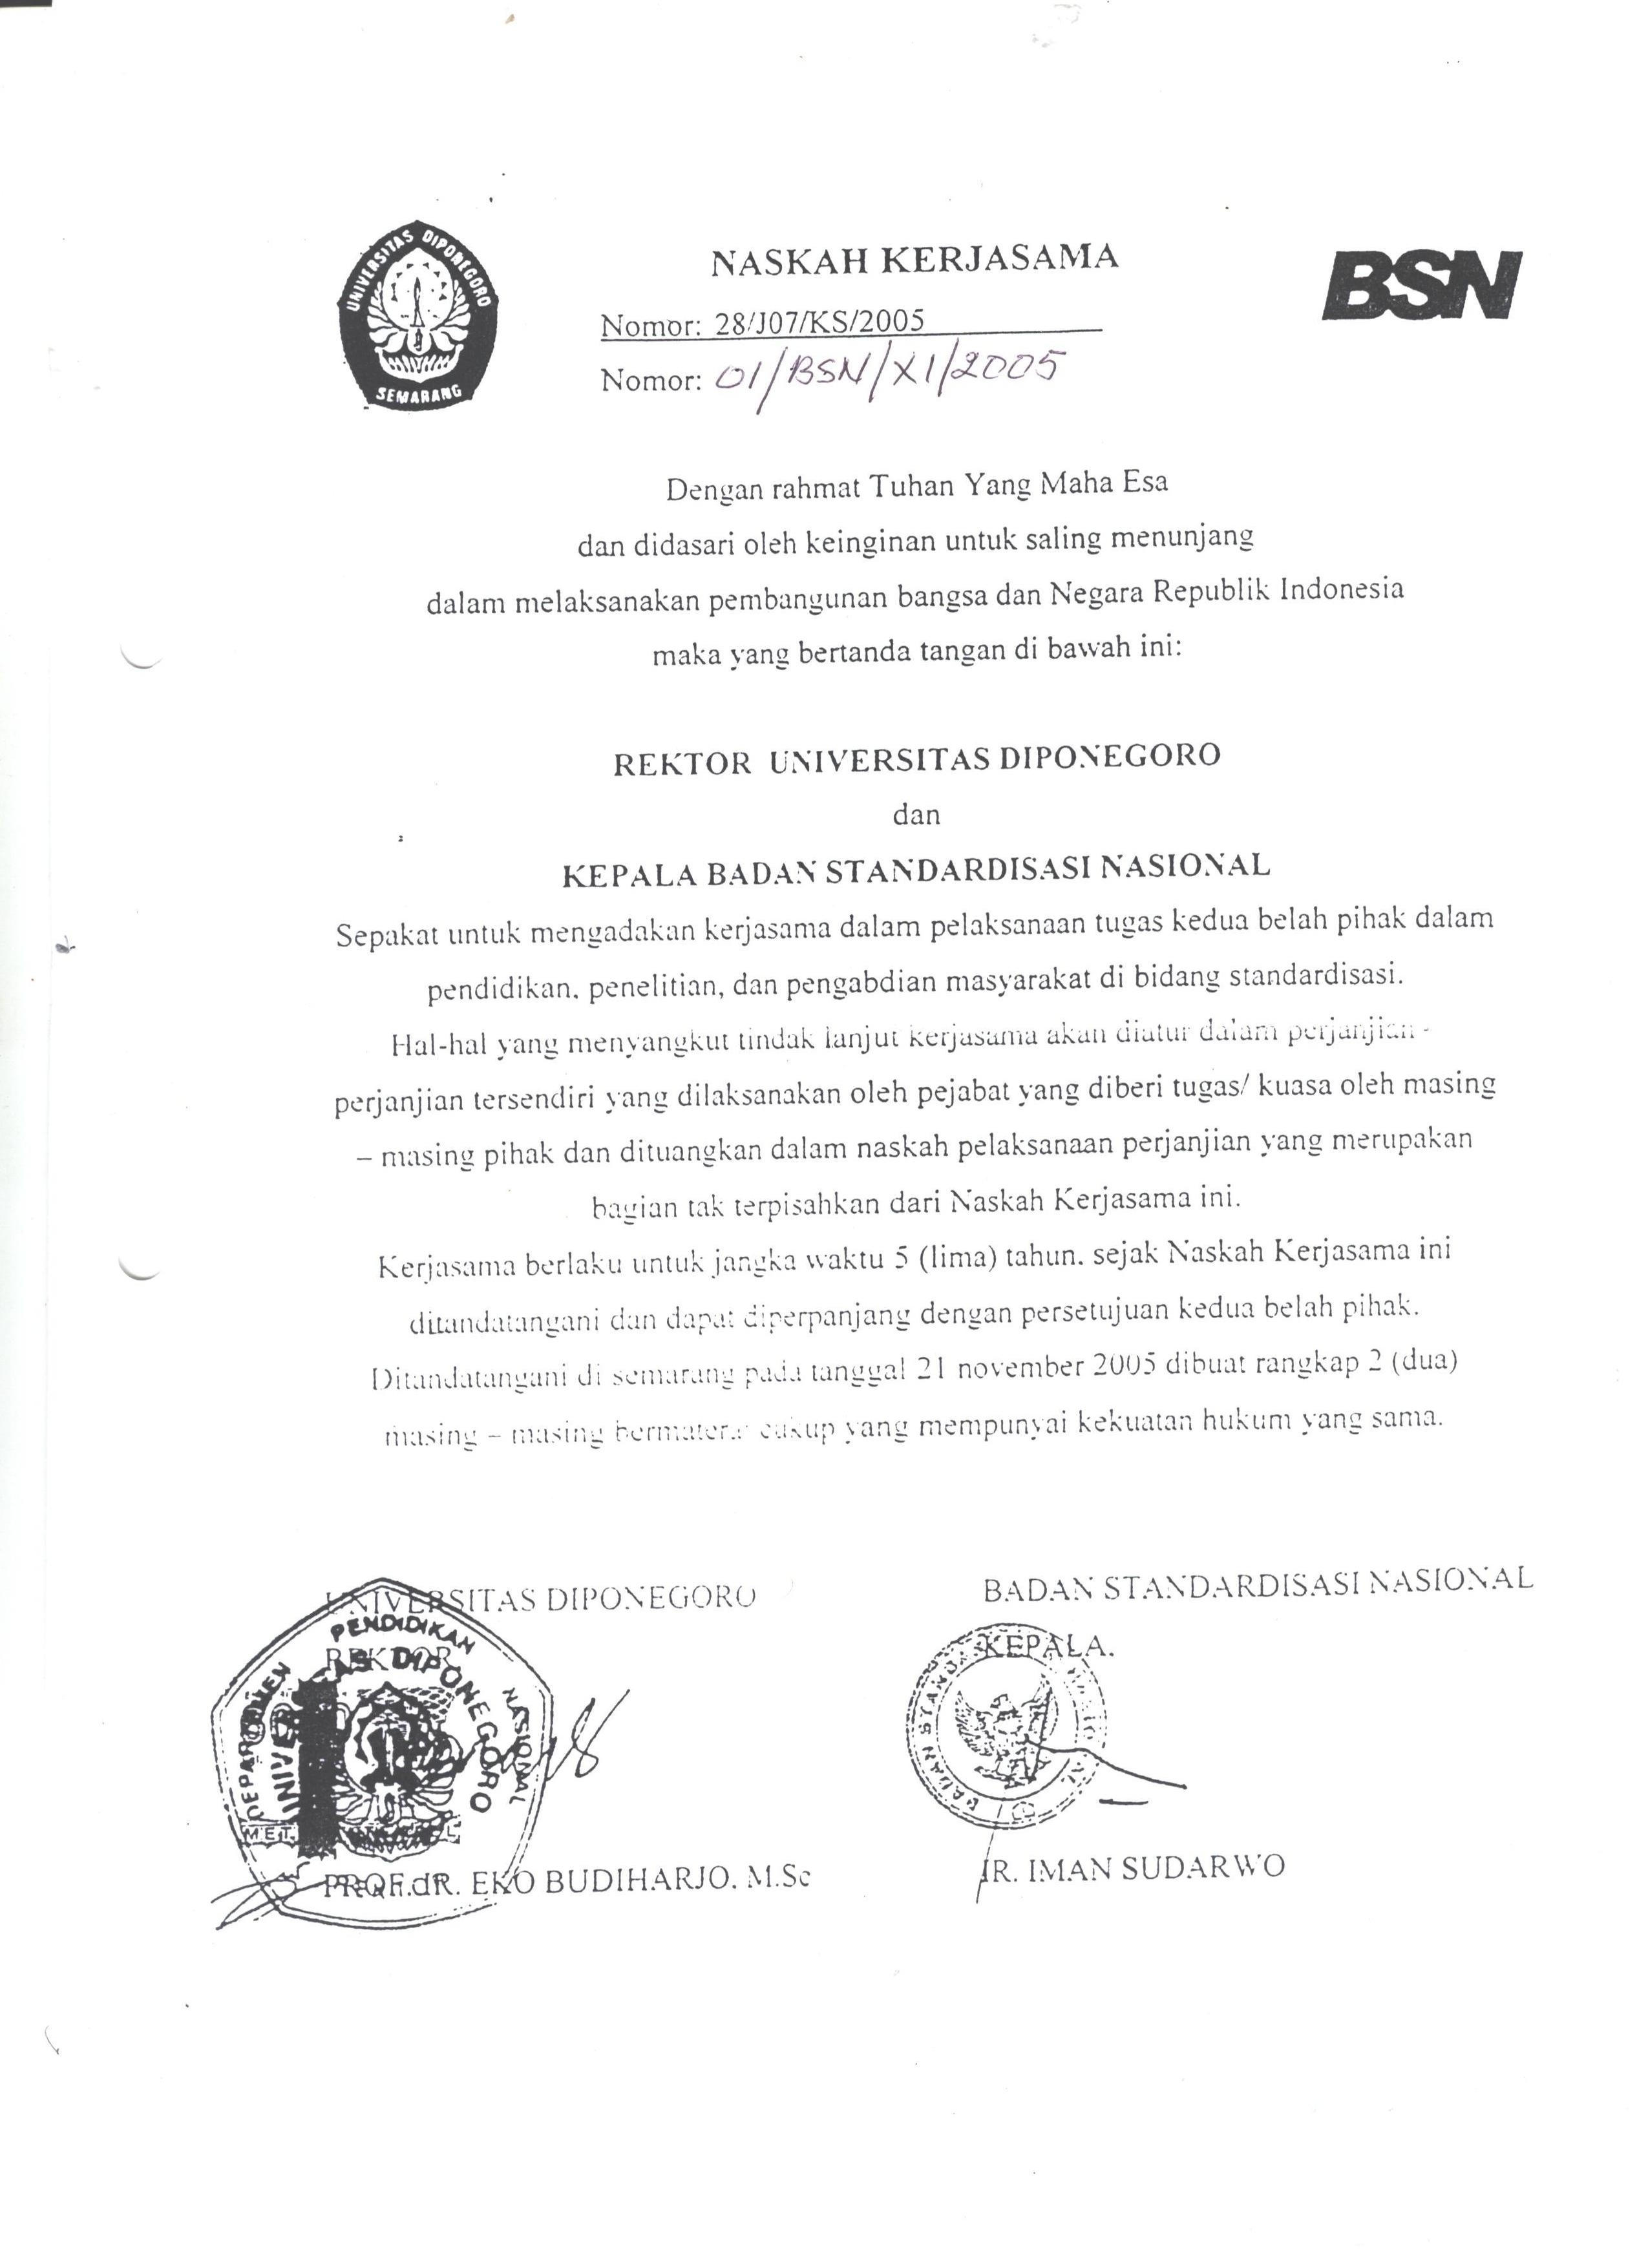 UNIVERSITAS DIPONEGORO
SEMARANG
NASKAH KERJASAMA
BSN
Nomor: 28/J07/KS/2005
Nomor: 01/BSN/XI/2005
Dengan rahmat Tuhan Yang Maha Esa
dan didasari oleh keinginan untuk saling menunjang
dalam melaksanakan pembangunan bangsa dan Negara Republik Indonesia
maka yang bertanda tangan di bawah ini:
REKTOR UNIVERSITAS DIPONEGORO
dan
KEPALA BADAN STANDARDISASI NASIONAL
Sepakat untuk mengadakan kerjasama dalam pelaksanaan tugas kedua belah pihak dalam
pendidikan, penelitian, dan pengabdian masyarakat di bidang standardisasi.
Hal-hal yang menyangkut tindak lanjut kerjasama akan diatur dalam perjanjian -
perjanjian tersendiri yang dilaksanakan oleh pejabat yang diberi tugas/ kuasa oleh masing
– masing pihak dan dituangkan dalam naskah pelaksanaan perjanjian yang merupakan
bagian tak terpisahkan dari Naskah Kerjasama ini.
Kerjasama berlaku untuk jangka waktu 5 (lima) tahun. sejak Naskah Kerjasama ini
ditandatangani dan dapat diperpanjang dengan persetujuan kedua belah pihak.
Ditandatangani di semarang pada tanggal 21 november 2005 dibuat rangkap 2 (dua)
masing – masing bermaterai cukup yang mempunyai kekuatan hukum yang sama.
UNIVERSITAS DIPONEGORO
BADAN STANDARDISASI NASIONAL
REKTOR
KEPALA.
DEPARTEMEN PENDIDIKAN NASIONAL
UNIVERSITAS DIPONEGORO
PROF.dR. EKO BUDIHARJO. M.Sc
IR. IMAN SUDARWO